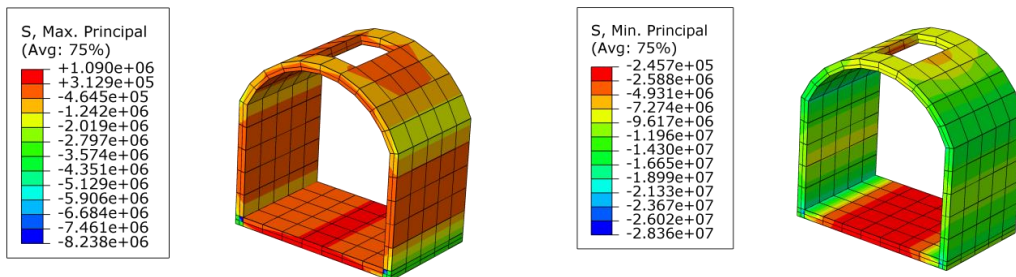 S, Max. Principal
(Avg: 75%)
+1.090e+06
+3.129e+05
-4.645e+05
-1.242e+06
-2.019e+06
-2.797e+06
-3.574e+06
-4.351e+06
-5.129e+06
-5.906e+06
-6.684e+06
-7.461e+06
-8.238e+06
S, Min. Principal
(Avg: 75%)
-2.457e+05
-2.588e+06
-4.931e+06
-7.274e+06
-9.617e+06
-1.196e+07
-1.430e+07
-1.665e+07
-1.899e+07
-2.133e+07
-2.367e+07
-2.602e+07
-2.836e+07